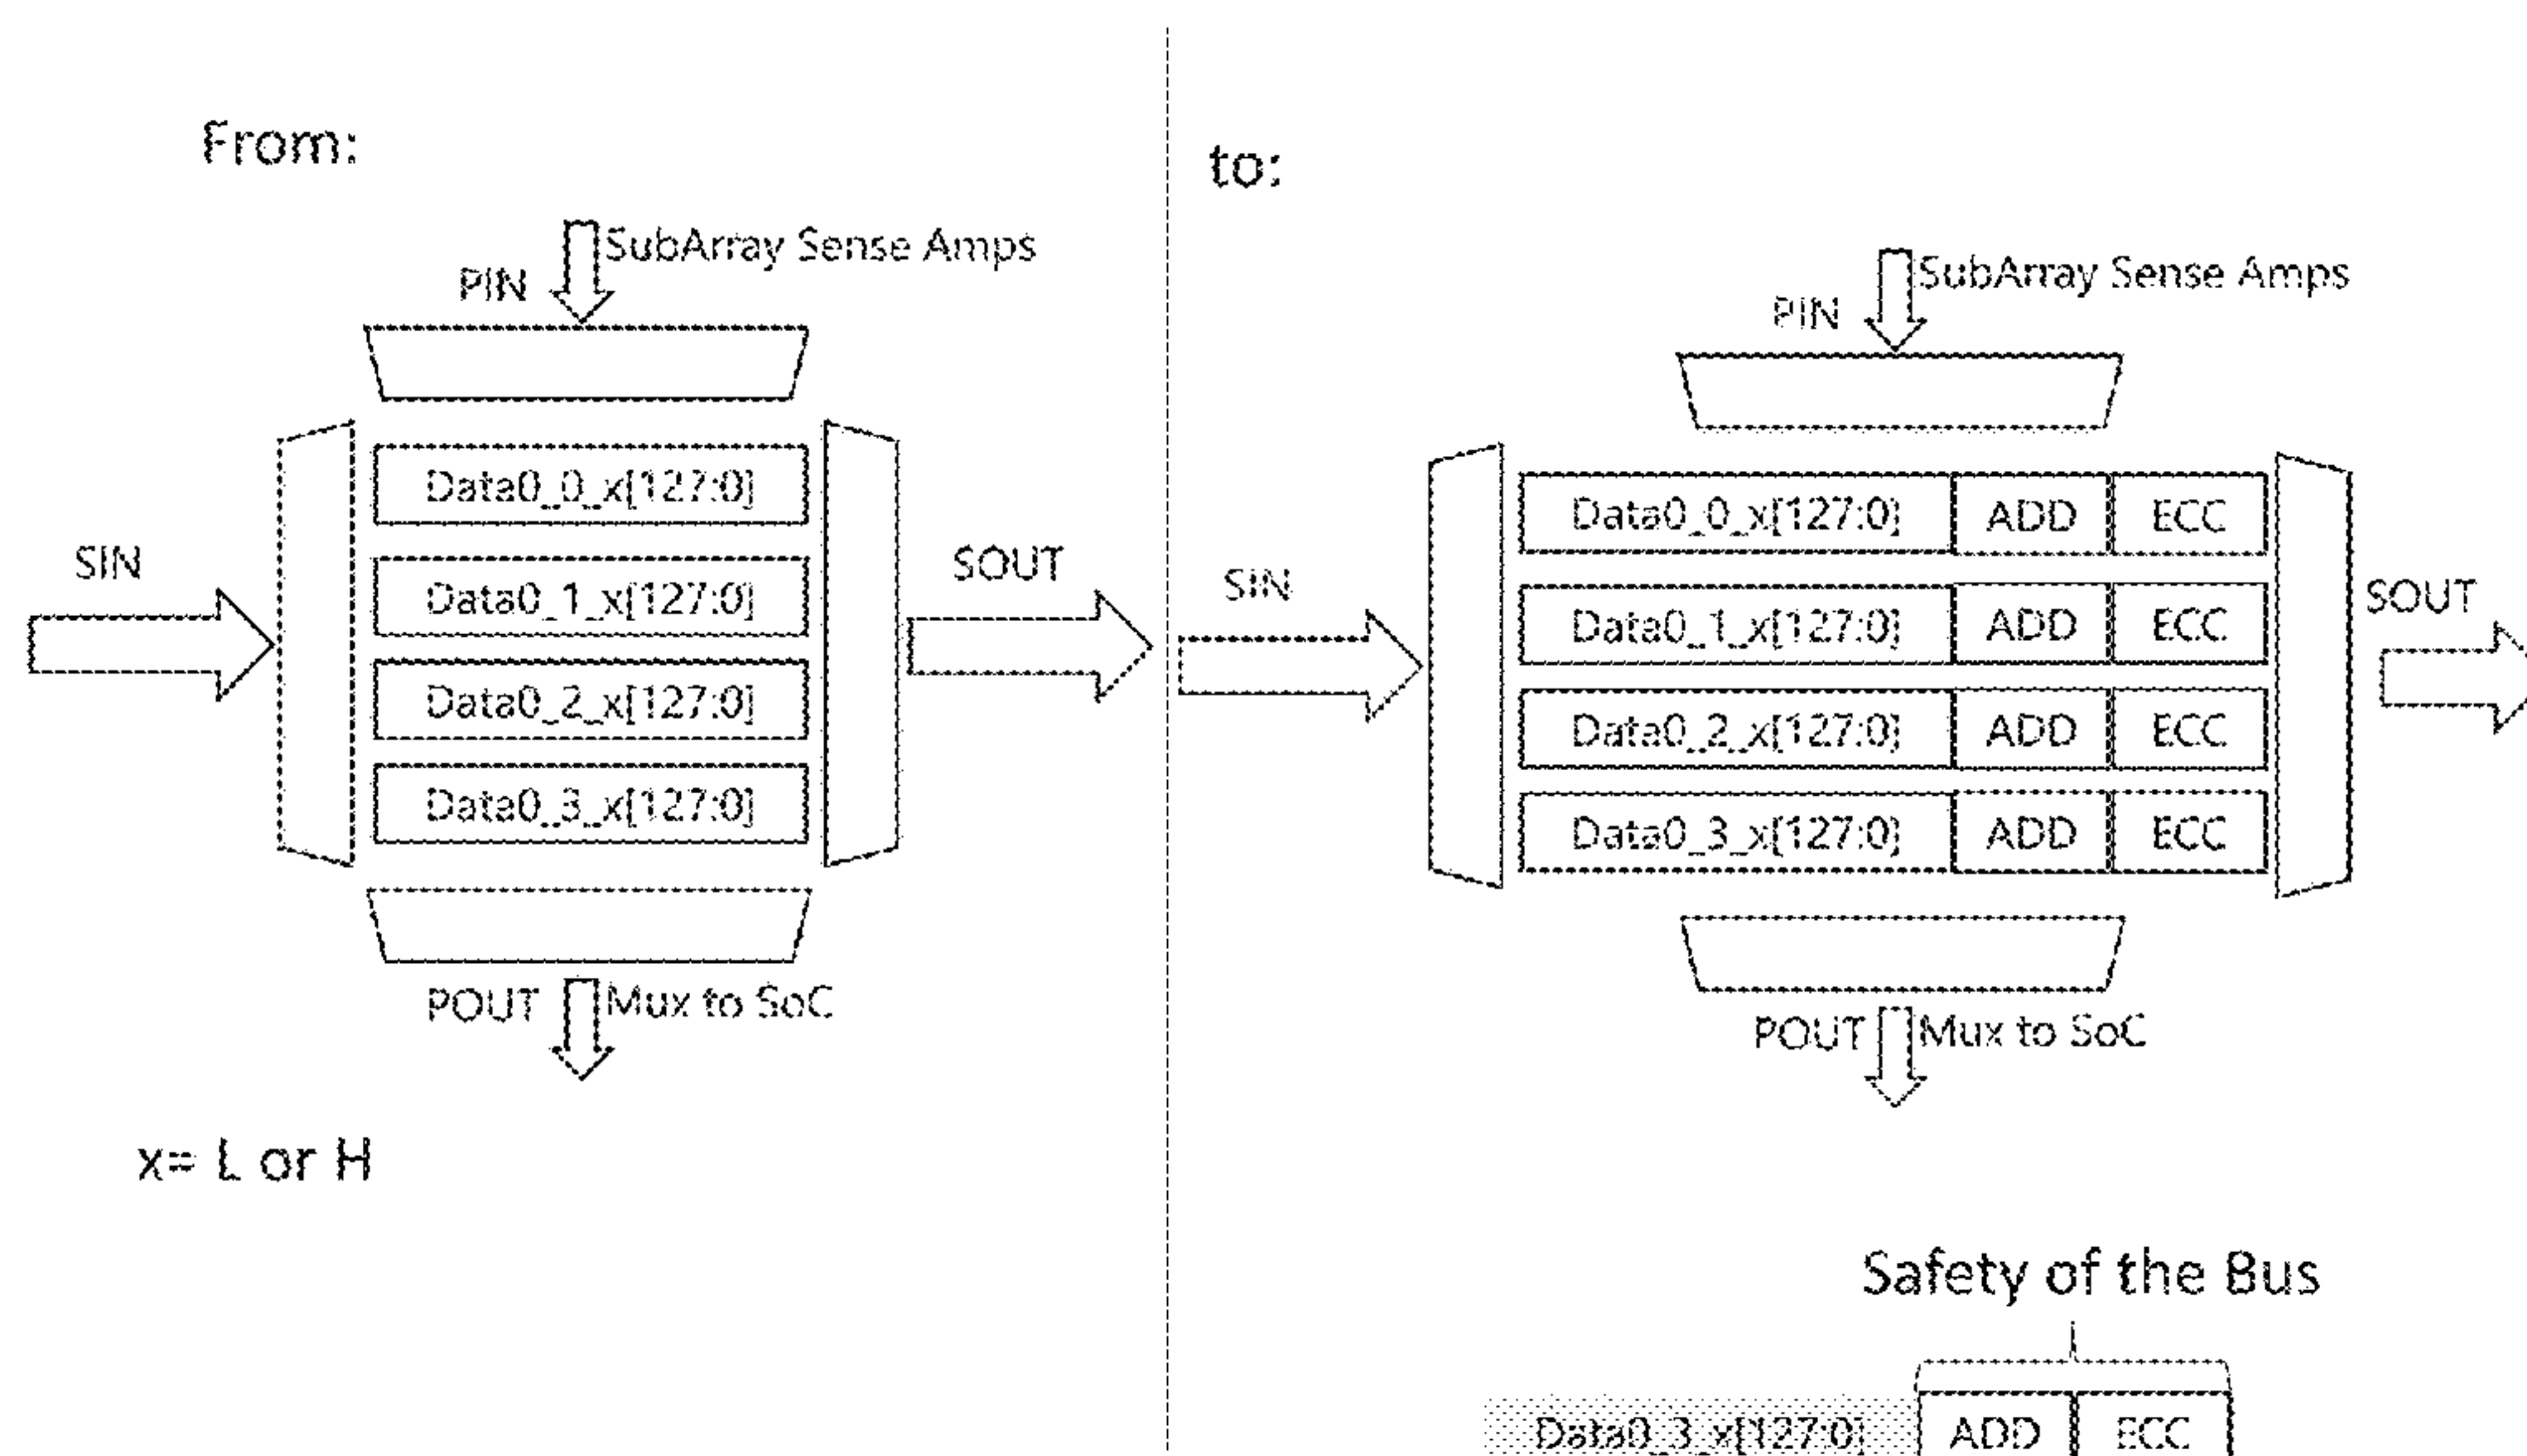 From:
SubArray Sense Amps
PIN
Data0_0_x[127:0]
SIN
Data0_1_x[127:0]
SOUT
Data0_2_x[127:0]
Data0_3_x[127:0]
POUT
Mux to SoC
x= L or H
to:
SubArray Sense Amps
PIN
Data0_0_x[127:0] ADD ECC
SIN
Data0_1_x[127:0] ADD ECC
SOUT
Data0_2_x[127:0] ADD ECC
Data0_3_x[127:0] ADD ECC
POUT
Mux to SoC
Safety of the Bus
Data0_3_x[127:0] ADD ECC